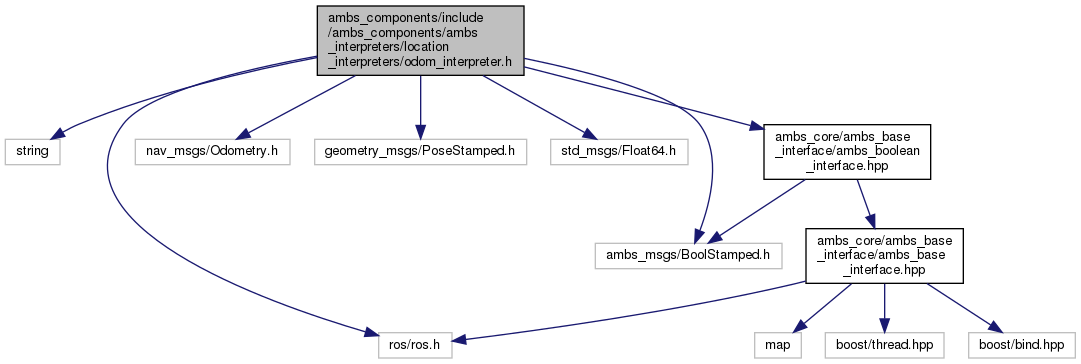 ambs_components/include
/ambs_components/ambs
_interpreters/location
_interpreters/odom_interpreter.h
string
nav_msgs/Odometry.h
geometry_msgs/PoseStamped.h
std_msgs/Float64.h
ambs_core/ambs_base
_interface/ambs_boolean
_interface.hpp
ambs_msgs/BoolStamped.h
ambs_core/ambs_base
_interface/ambs_base
_interface.hpp
ros/ros.h
map
boost/thread.hpp
boost/bind.hpp